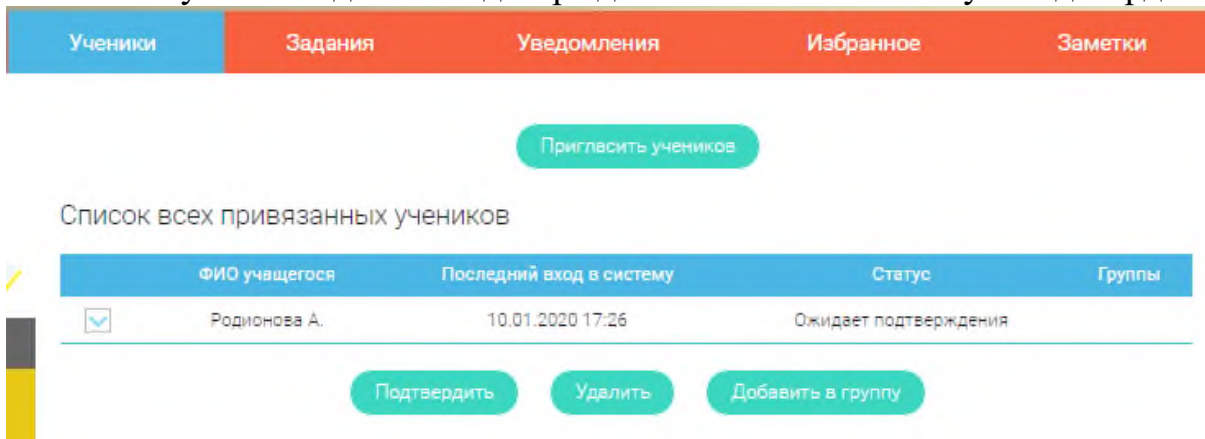 Ученики Задания Уведомления Избранное Заметки
Пригласить учеников
Список всех привязанных учеников
ФИО учащегося Последний вход в систему Статус Группы
Родионова А. 10.01.2020 17:26 Ожидает подтверждения
Подтвердить Удалить Добавить в группу